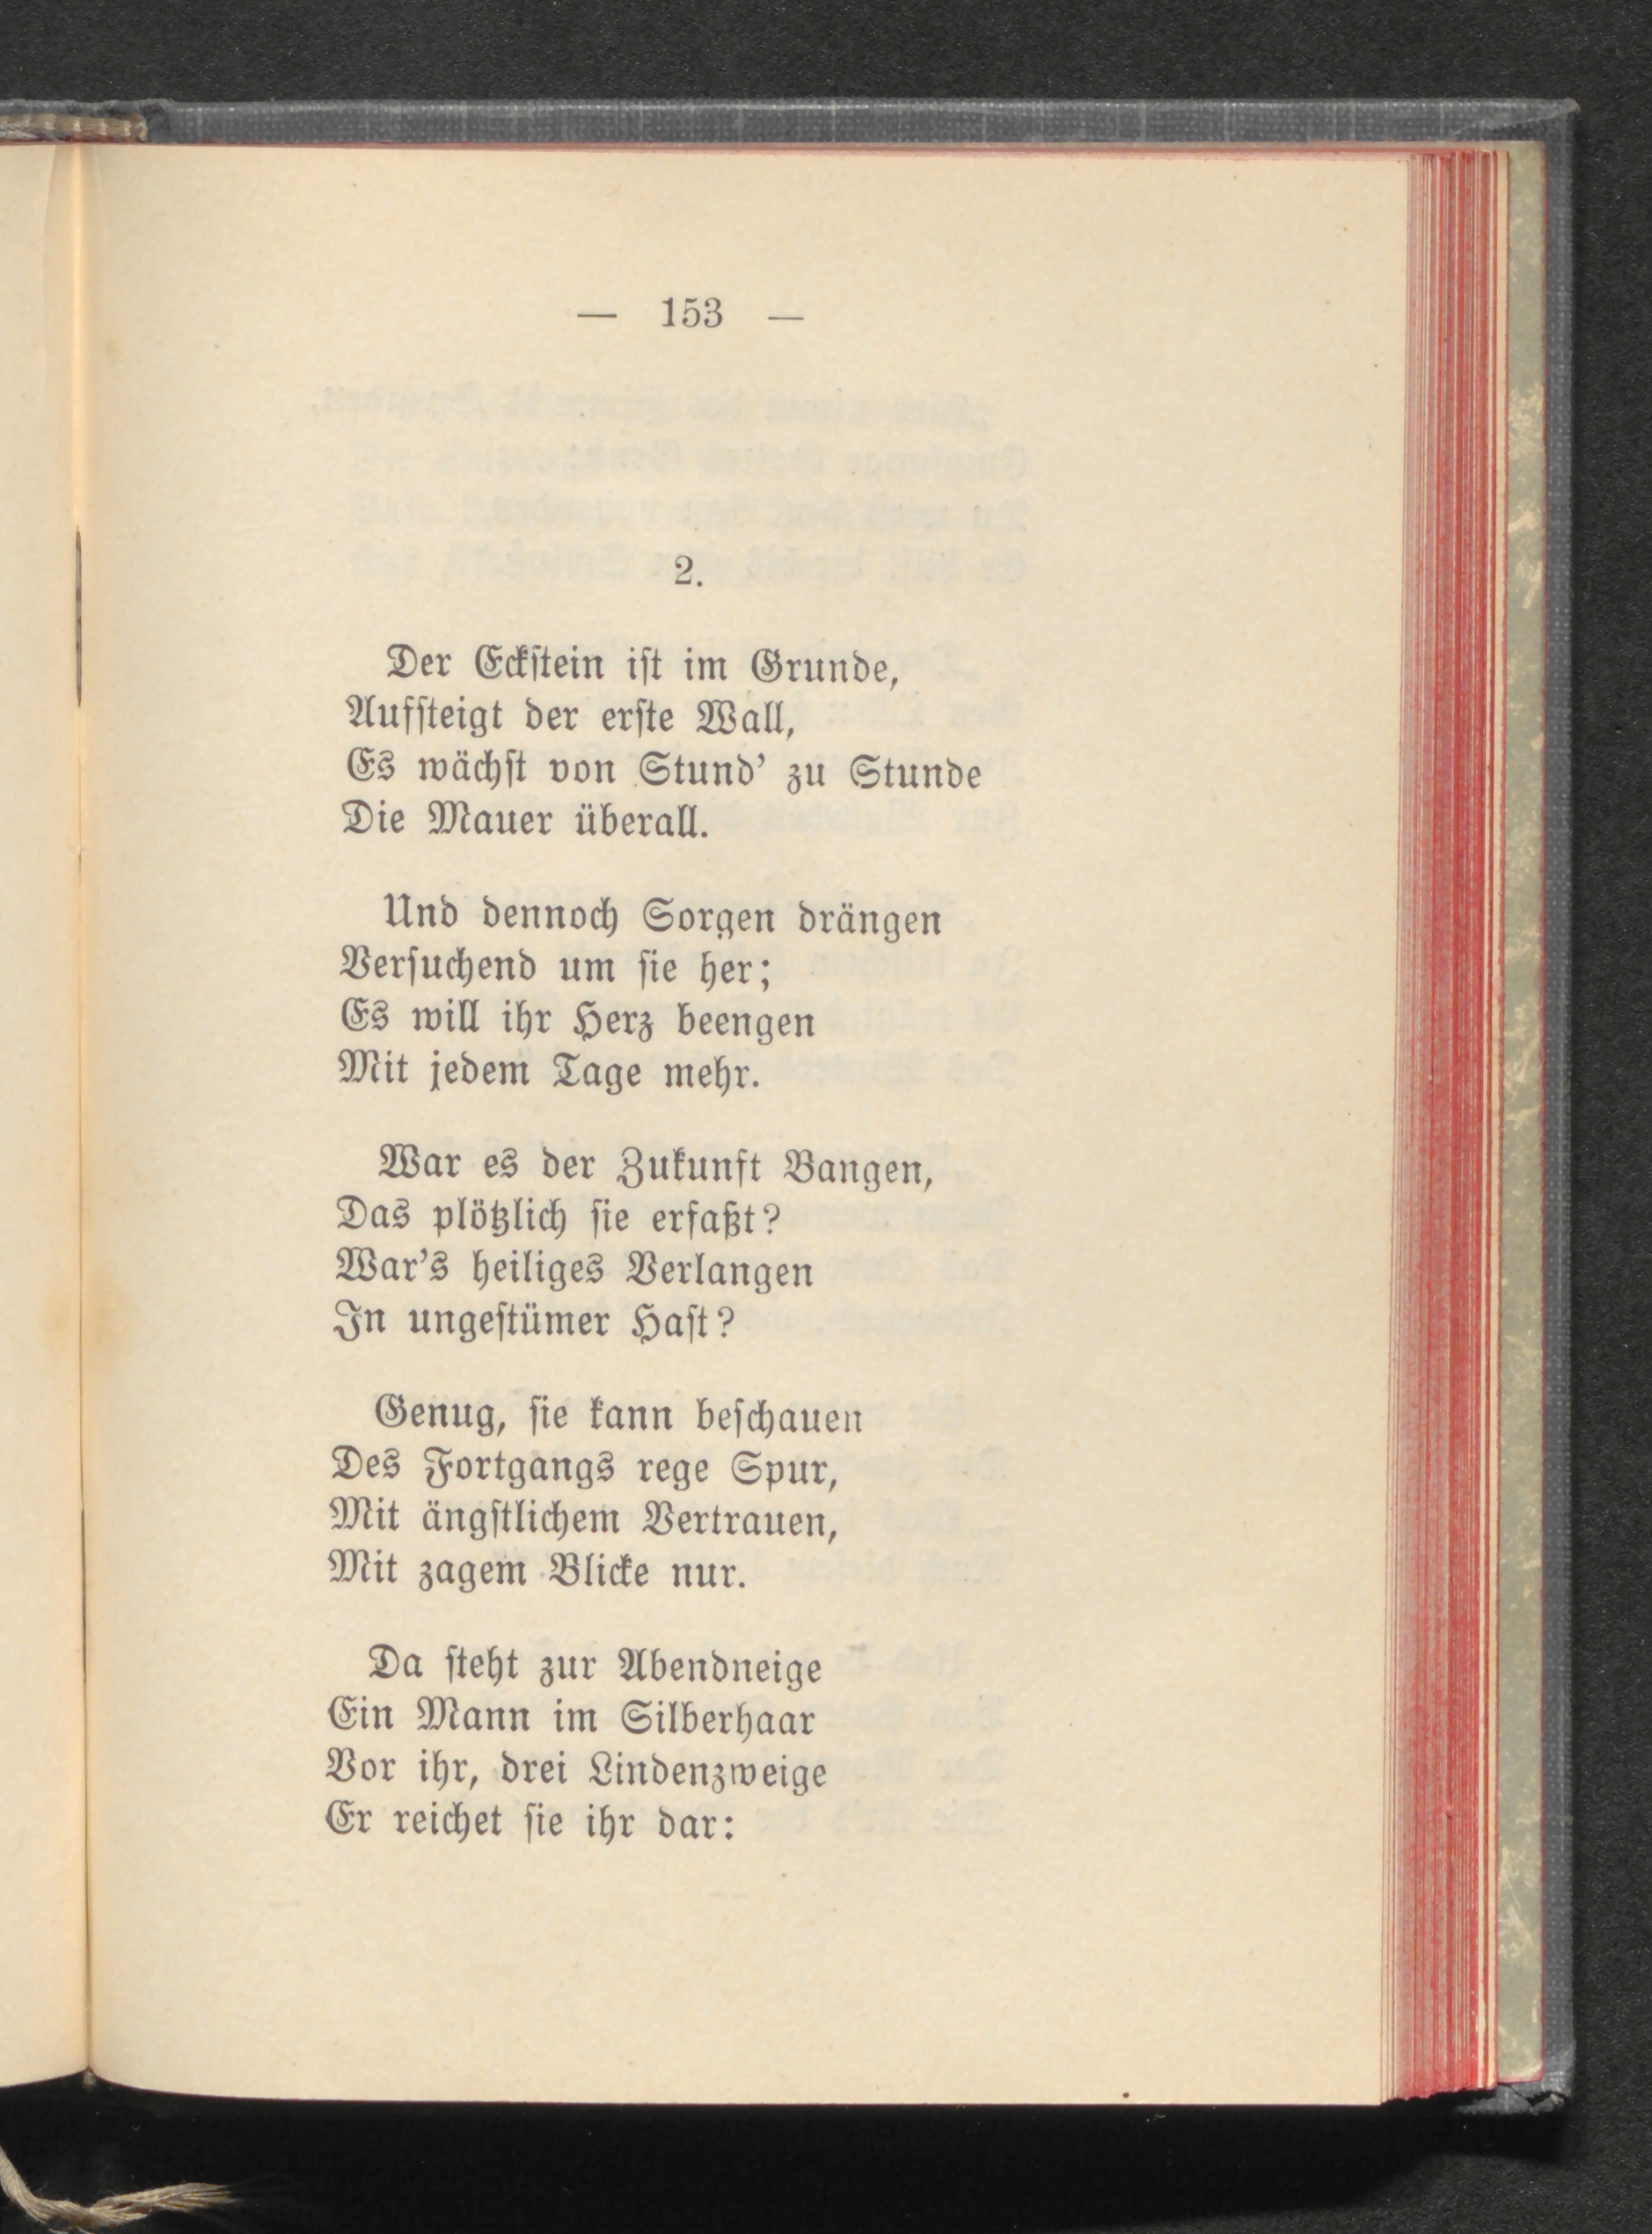 — 153 —
2.
Der Eckſtein iſt im Grunde,
Aufſteigt der erſte Wall,
Es wächſt von Stund’ zu Stunde
Die Mauer überall.
Und dennoch Sorgen drängen
Verſuchend um ſie her;
Es will ihr Herz beengen
Mit jedem Tage mehr.
War es der Zukunft Bangen,
Das plötzlich ſie erfaßt?
War’s heiliges Verlangen
In ungeſtümer Haſt?
Genug, ſie kann beſchauen
Des Fortgangs rege Spur,
Mit ängſtlichem Vertrauen,
Mit zagem Blicke nur.
Da ſteht zur Abendneige
Ein Mann im Silberhaar
Vor ihr, drei Lindenzweige
Er reichet ſie ihr dar: